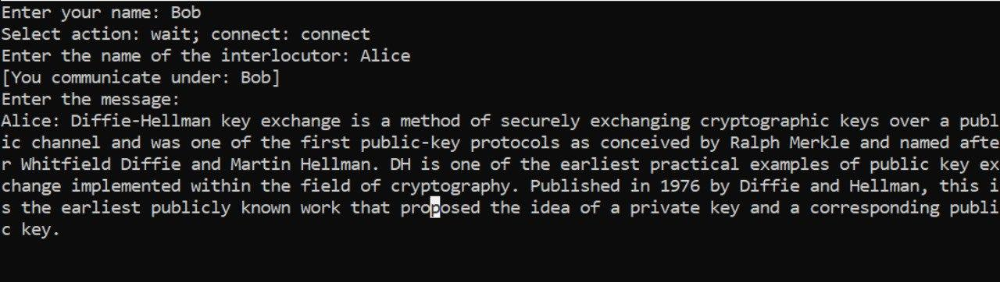 Enter your name: Bob
Select action: wait; connect: connect
Enter the name of the interlocutor: Alice
[You communicate under: Bob]
Enter the message:
Alice: Diffie-Hellman key exchange is a method of securely exchanging cryptographic keys over a publ
ic channel and was one of the first public-key protocols as conceived by Ralph Merkle and named afte
r Whitfield Diffie and Martin Hellman. DH is one of the earliest practical examples of public key ex
change implemented within the field of cryptography. Published in 1976 by Diffie and Hellman, this i
s the earliest publicly known work that proposed the idea of a private key and a corresponding publi
c key.